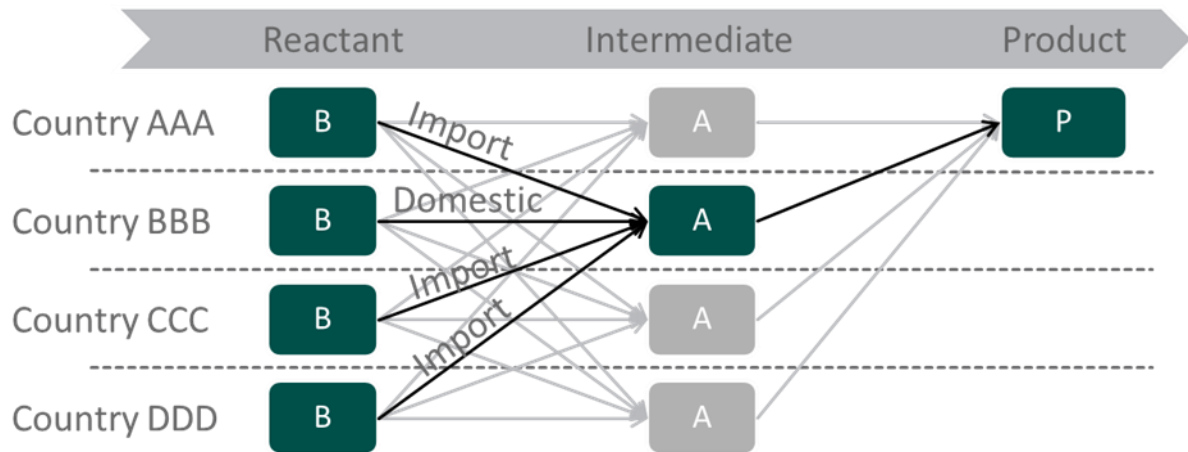 Reactant Intermediate Product
Country AAA B Import A P
Country BBB B Domestic A
Import
Country CCC B A
Import
Country DDD B A